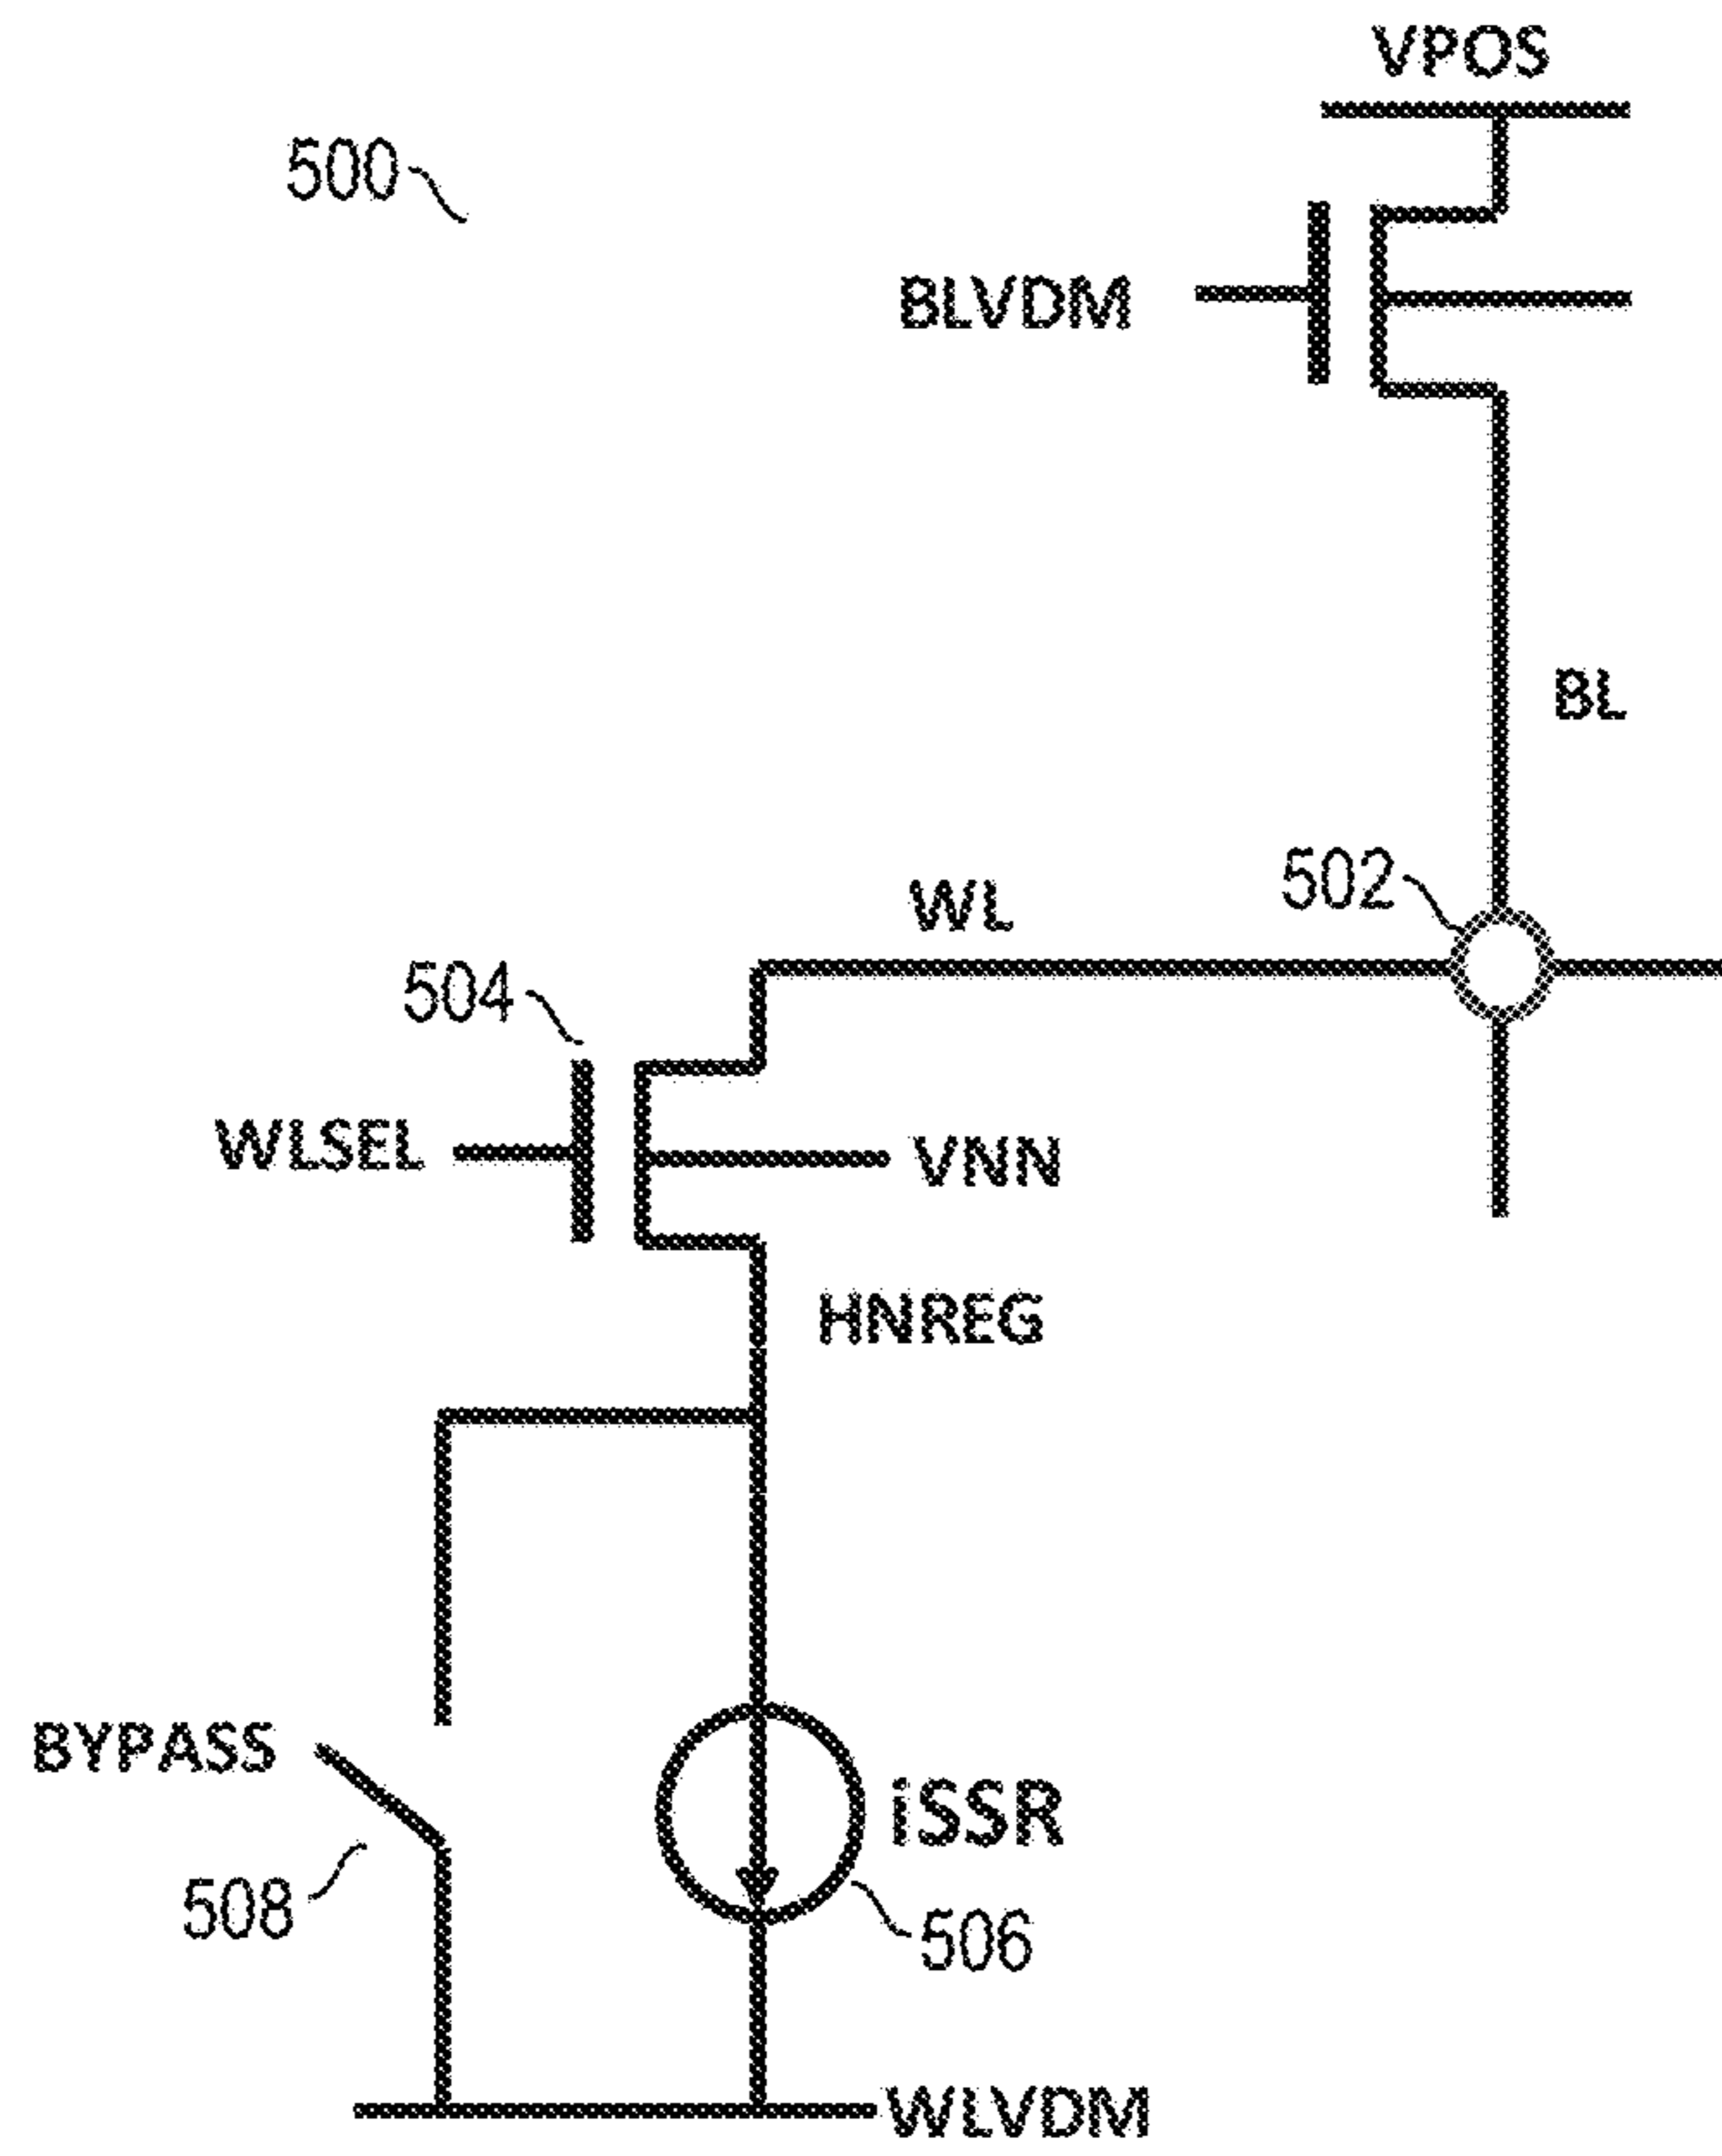 VPOS
500
BLVDM
BL
502
WL
504
WLSEL
VNN
HNREG
BYPASS
iSSR
508
506
WLVDM